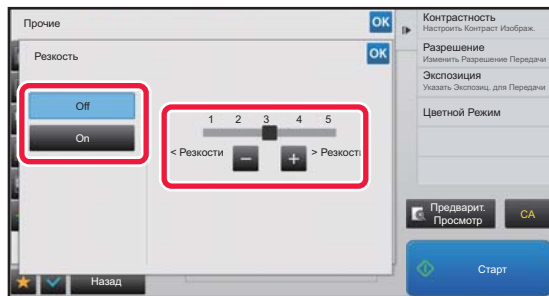 Прочие
OK
Резкость
OK
Off
On
1 2 3 4 5
< Резкости
> Резкости
Назад
Контрастность
Настроить Контраст Изображ.
Разрешение
Изменить Разрешение Передачи
Экспозиция
Указать Экспозиц. для Передачи
Цветной Режим
Предварит.
Просмотр
CA
Старт